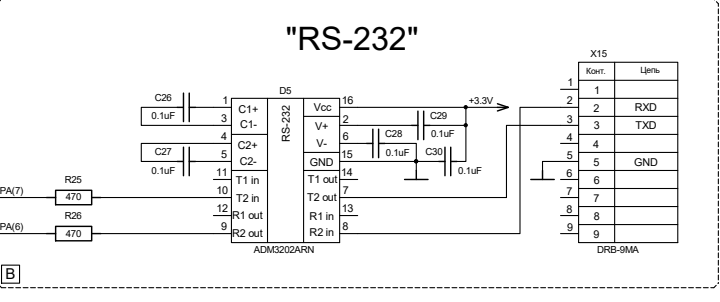 "RS-232"
X15
Конт. Цепь
1 1
2 2 RXD
3 3 TXD
4 4
5 5 GND
6 6
7 7
8 8
9 9
DRB-9MA
D5
RS-232
C26
0.1uF
C27
0.1uF
1 C1+ Vcc 16
3 C1- V+ 2
4 C2+ V- 6
5 C2- GND 15
11 T1 in T1 out 14
10 T2 in T2 out 7
12 R1 out R1 in 13
9 R2 out R2 in 8
ADM3202ARN
+3.3V
C29
0.1uF
C28
0.1uF
C30
0.1uF
PA(7)
R25
470
PA(6)
R26
470
B